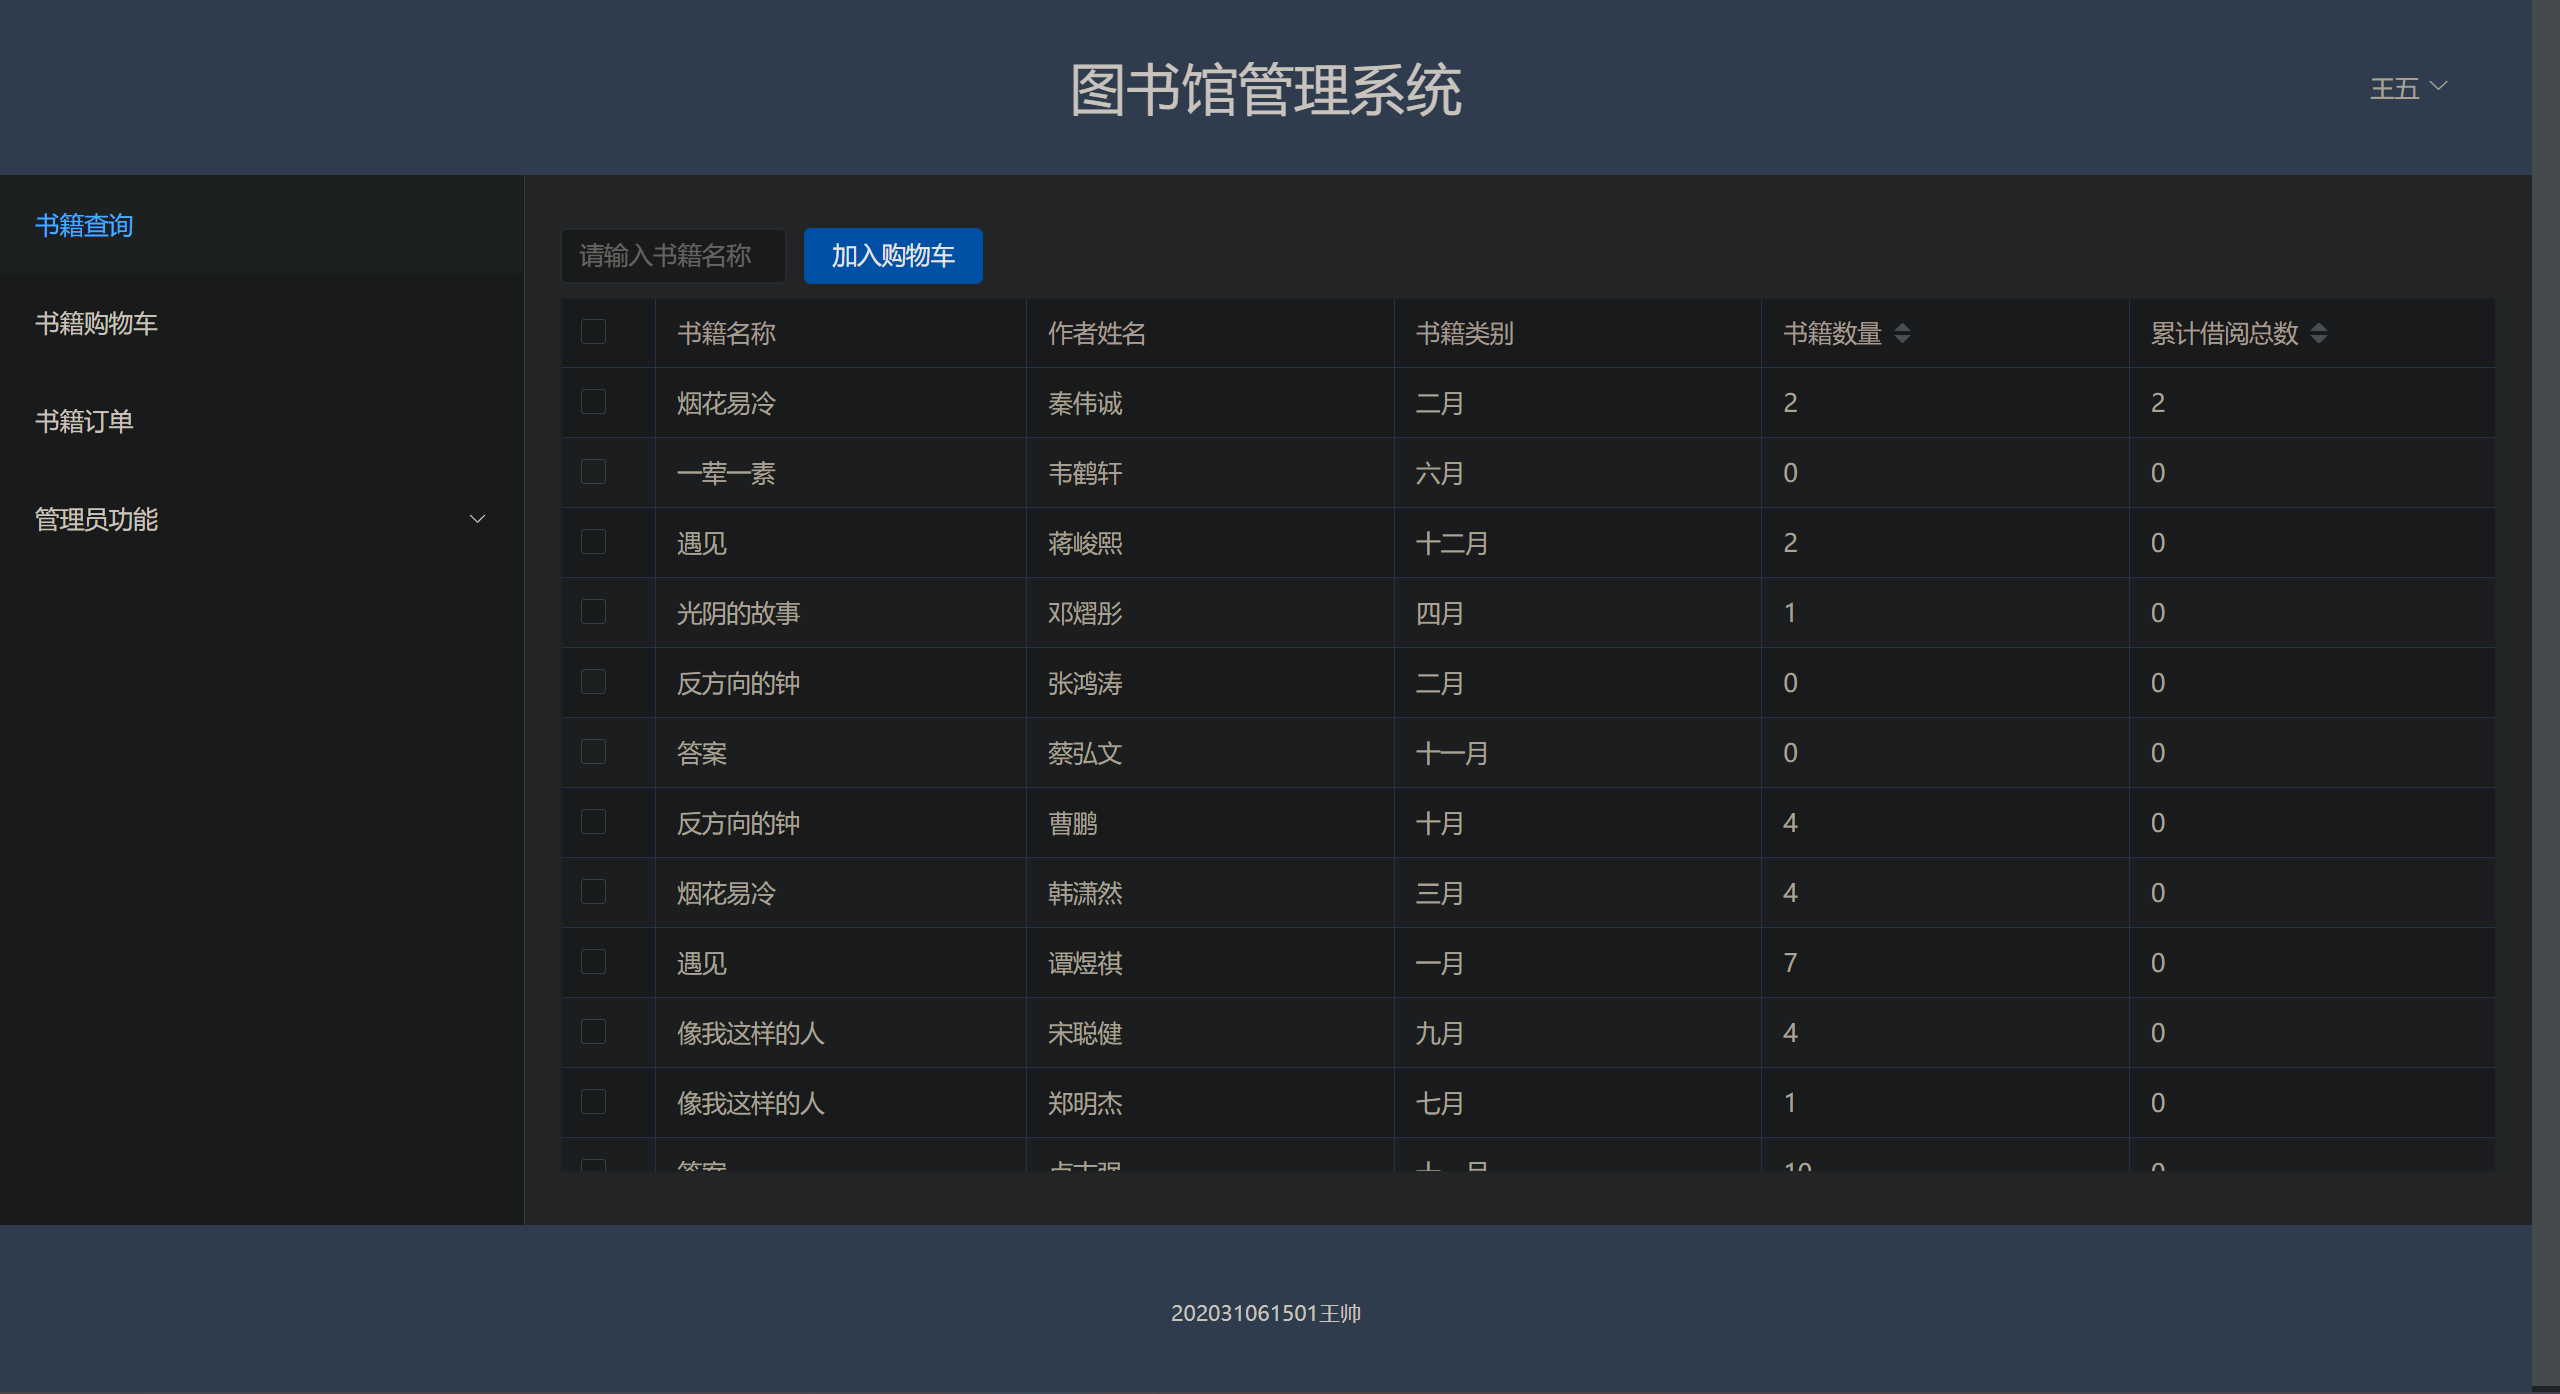 图书馆管理系统
王五
书籍查询
书籍购物车
书籍订单
管理员功能
请输入书籍名称 加入购物车
书籍名称 作者姓名 书籍类别 书籍数量 累计借阅总数
烟花易冷 秦伟诚 二月 2 2
一荤一素 韦鹤轩 六月 0 0
遇见 蒋峻熙 十二月 2 0
光阴的故事 邓熠彤 四月 1 0
反方向的钟 张鸿涛 二月 0 0
答案 蔡弘文 十一月 0 0
反方向的钟 曹鹏 十月 4 0
烟花易冷 韩潇然 三月 4 0
遇见 谭煜祺 一月 7 0
像我这样的人 宋聪健 九月 4 0
像我这样的人 郑明杰 七月 1 0
答案 10 0
202031061501王帅